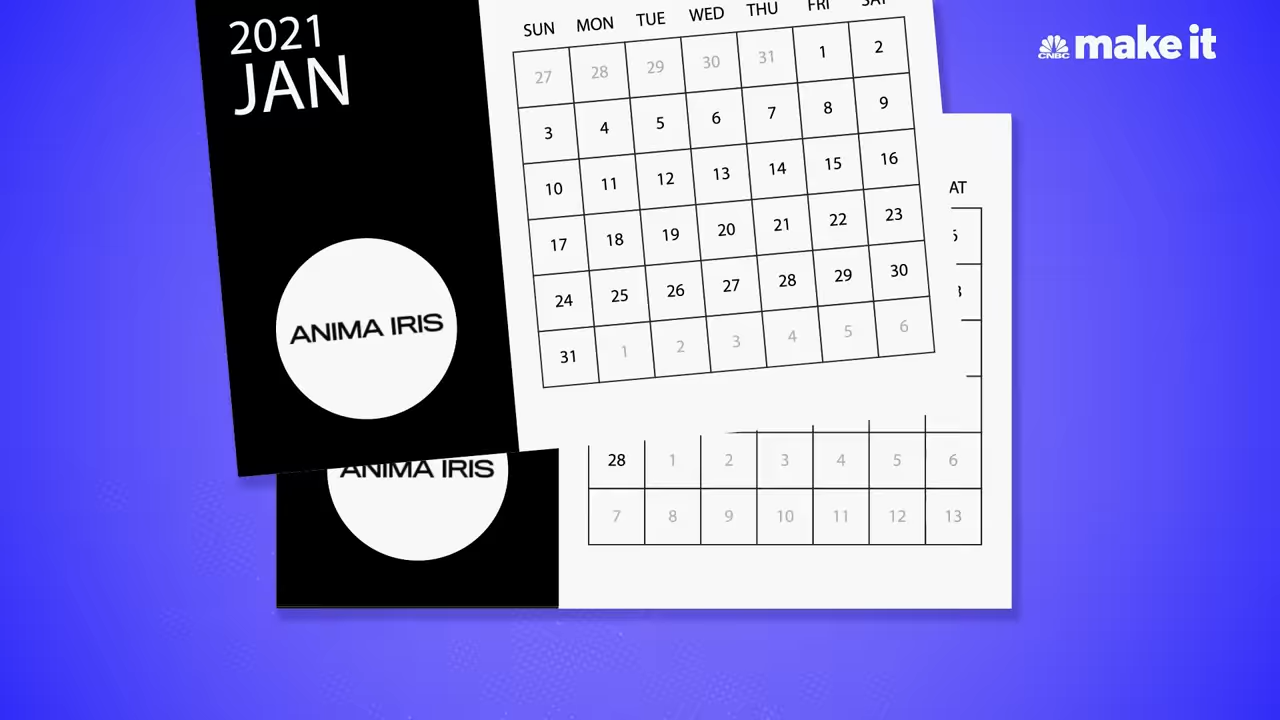 2021
JAN
CNBC make it
SUN MON TUE WED THU FRI SAT
27 28 29 30 31 1 2
3 4 5 6 7 8 9
10 11 12 13 14 15 16
17 18 19 20 21 22 23
24 25 26 27 28 29 30
31 1 2 3 4 5 6
ANIMA IRIS
AT
ANIMA IRIS
28 1 2 3 4 5 6
7 8 9 10 11 12 13